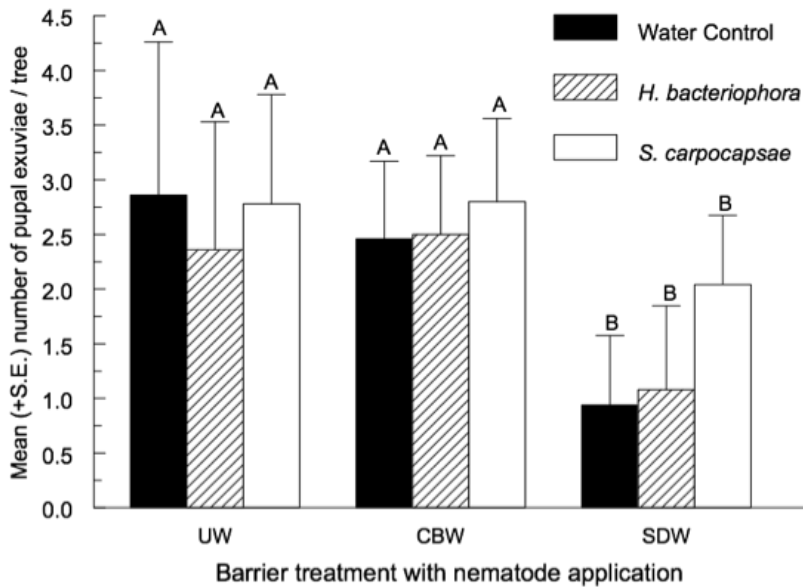 Mean (+S.E.) number of pupal exuviae / tree
4.5
4.0
3.5
3.0
2.5
2.0
1.5
1.0
0.5
0.0
A
A
A
A
A
A
B
B
B
Water Control
H. bacteriophora
S. carpocapsae
UW
CBW
SDW
Barrier treatment with nematode application